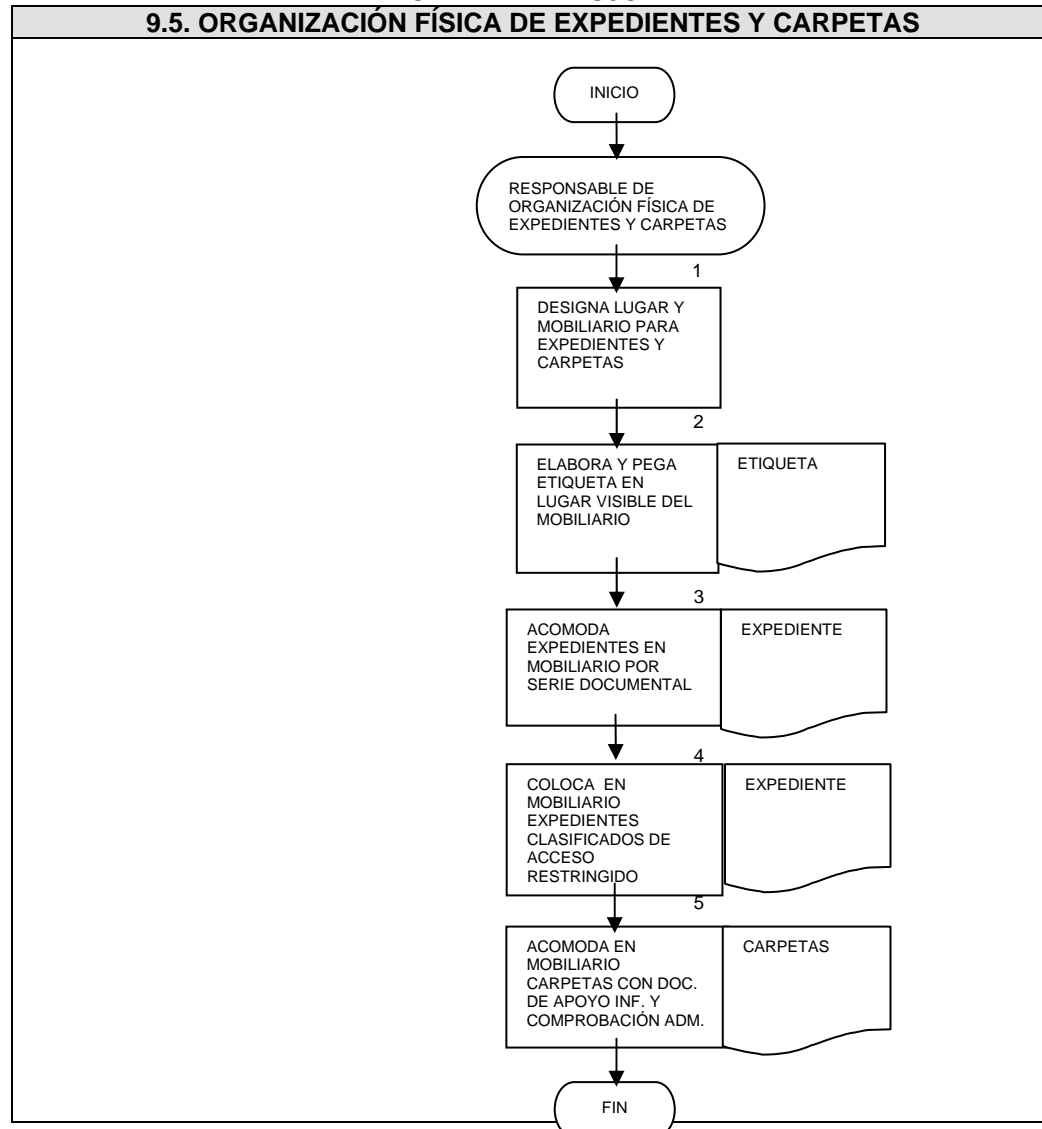 9.5. ORGANIZACIÓN FÍSICA DE EXPEDIENTES Y CARPETAS
INICIO
RESPONSABLE DE
ORGANIZACIÓN FÍSICA DE
EXPEDIENTES Y CARPETAS
1
DESIGNA LUGAR Y
MOBILIARIO PARA
EXPEDIENTES Y
CARPETAS
2
ELABORA Y PEGA
ETIQUETA EN
LUGAR VISIBLE DEL
MOBILIARIO
ETIQUETA
3
ACOMODA
EXPEDIENTES EN
MOBILIARIO POR
SERIE DOCUMENTAL
EXPEDIENTE
4
COLOCA EN
MOBILIARIO
EXPEDIENTES
CLASIFICADOS DE
ACCESO
RESTRINGIDO
EXPEDIENTE
5
ACOMODA EN
MOBILIARIO
CARPETAS CON DOC.
DE APOYO INF. Y
COMPROBACIÓN ADM.
CARPETAS
FIN